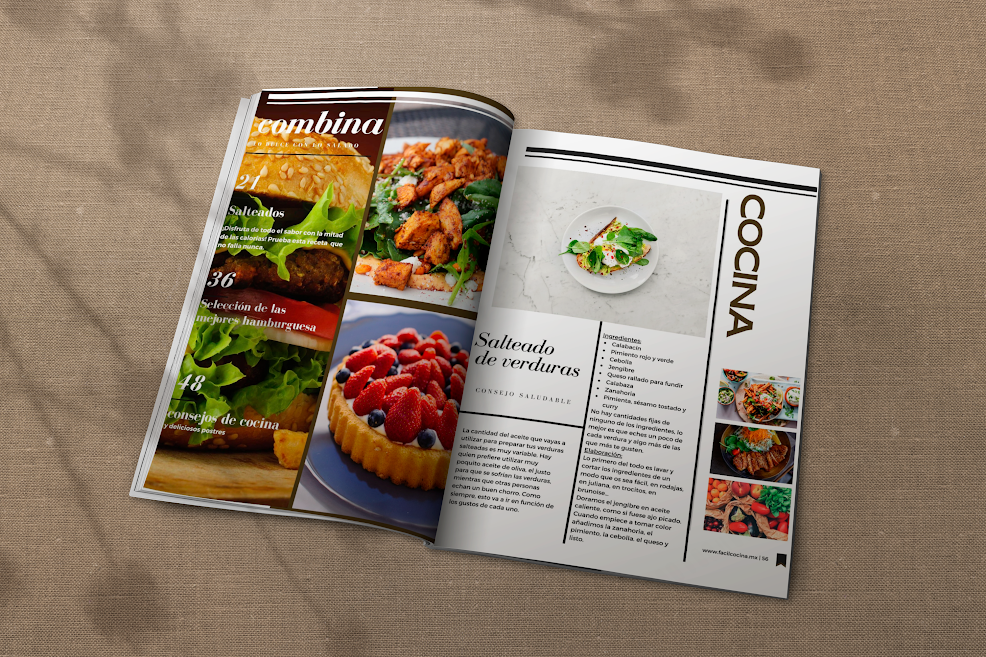 combina
LO DULCE CON LO SALADO
21
Salteados
¡Disfruta de todo el sabor con la mitad
de las calorías! Prueba esta receta, que
no falla nunca.
36
Selección de las
mejores hamburguesa
48
consejos de cocina
y deliciosos postres
Salteado
de verduras
CONSEJO SALUDABLE
La cantidad del aceite que vayas a
utilizar para preparar tus verduras
salteadas es muy variable. Hay
quien prefiere utilizar muy
poquito aceite de oliva, el justo
para que se sofrían las verduras,
mientras que otras personas
echan un buen chorro. Como
siempre, esto va a ir en función de
los gustos de cada uno.
Ingredientes.
• Calabacín
• Pimiento rojo y verde
• Cebolla
• Jengibre
• Queso rallado para fundir
• Calabaza
• Zanahoria
• Pimienta, sésamo tostado y
curry
No hay cantidades fijas de
ninguno de los ingredientes, lo
mejor es que eches un poco de
cada verdura y algo más de las
que más te gusten.
Elaboración.
Lo primero del todo es lavar y
cortar los ingredientes de un
modo que os sea fácil, en rodajas,
en juliana, en trocitos, en
brunoise...
Doramos el jengibre en aceite
caliente, como si fuese ajo picado.
Cuando empiece a tomar color
añadimos la zanahoria, el
pimiento, la cebolla, el queso y
listo.
COCINA
www.facilcocina.mx | 56